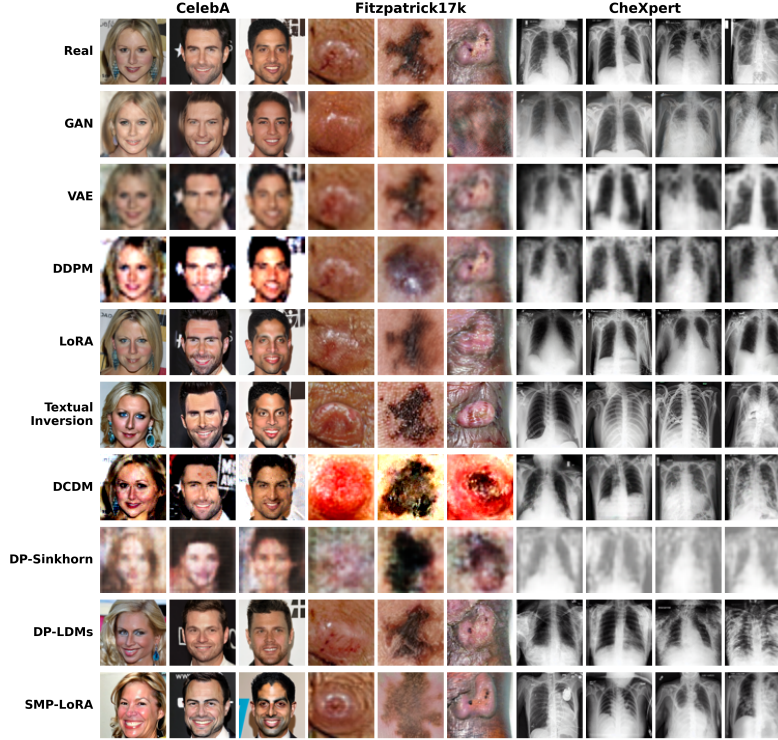 CelebA Fitzpatrick17k CheXpert
Real
GAN
VAE
DDPM
LoRA
Textual
Inversion
DCDM
DP-Sinkhorn
DP-LDMs
SMP-LoRA